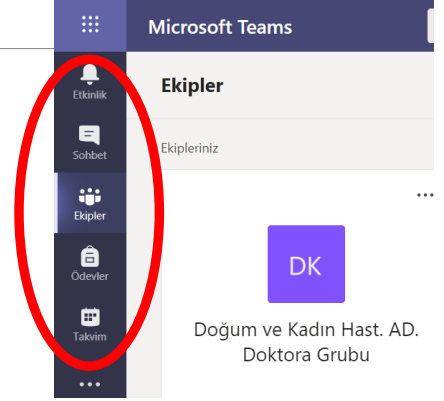 Microsoft Teams
Etkinlik
Sohbet
Ekipler
Ödevler
Takvim
Ekipler
Ekipleriniz
DK
Doğum ve Kadın Hast. AD.
Doktora Grubu